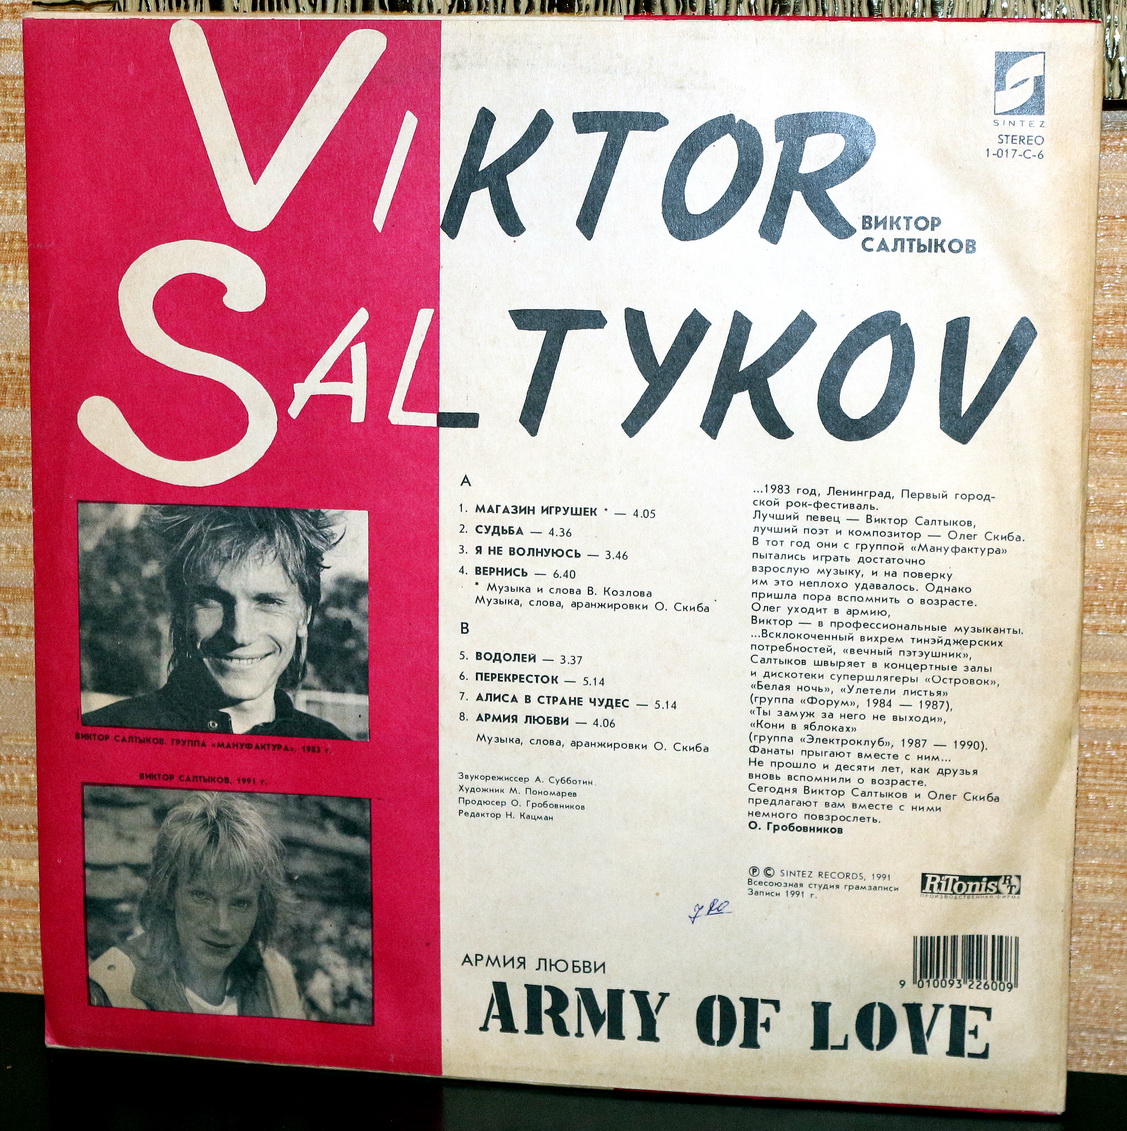 VIKTOR
ВИКТОР
САЛТЫКОВ
SALTYKOV
SINTEZ
STEREO
1-017-C-6
A
1. МАГАЗИН ИГРУШЕК * — 4.05
2. СУДЬБА — 4.36
3. Я НЕ ВОЛНУЮСЬ — 3.46
4. ВЕРНИСЬ — 6.40
* Музыка и слова В. Козлова
Музыка, слова, аранжировки О. Скиба
B
5. ВОДОЛЕЙ — 3.37
6. ПЕРЕКРЕСТОК — 5.14
7. АЛИСА В СТРАНЕ ЧУДЕС — 5.14
8. АРМИЯ ЛЮБВИ — 4.06
Музыка, слова, аранжировки О. Скиба
Звукорежиссер А. Субботин
Художник М. Пономарев
Продюсер О. Гробовников
Редактор Н. Кацман
...1983 год, Ленинград, Первый город-
ской рок-фестиваль.
Лучший певец — Виктор Салтыков,
лучший поэт и композитор — Олег Скиба.
В тот год они с группой «Мануфактура»
пытались играть достаточно
взрослую музыку, и на поверку
им это неплохо удавалось. Однако
пришла пора вспомнить о возрасте.
Олег уходит в армию,
Виктор — в профессиональные музыканты.
...Всклокоченный вихрем тинэйджерских
потребностей, «вечный пэтэушник»,
Салтыков швыряет в концертные залы
и дискотеки супершлягеры «Островок»,
«Белая ночь», «Улетели листья»
(группа «Форум», 1984 — 1987),
«Ты замуж за него не выходи»,
«Кони в яблоках»
(группа «Электроклуб», 1987 — 1990).
Фанаты прыгают вместе с ним...
Не прошло и десяти лет, как друзья
вновь вспомнили о возрасте.
Сегодня Виктор Салтыков и Олег Скиба
предлагают вам вместе с ними
немного повзрослеть.
О. Гробовников
ВИКТОР САЛТЫКОВ. ГРУППА «МАНУФАКТУРА», 1983 г.
ВИКТОР САЛТЫКОВ. 1991 г.
Ⓟ © SINTEZ RECORDS, 1991
Всесоюзная студия грамзаписи
Записи 1991 г.
RiTonis
ПРОИЗВОДСТВЕННАЯ ФИРМА
9 010093 226009
АРМИЯ ЛЮБВИ
ARMY OF LOVE